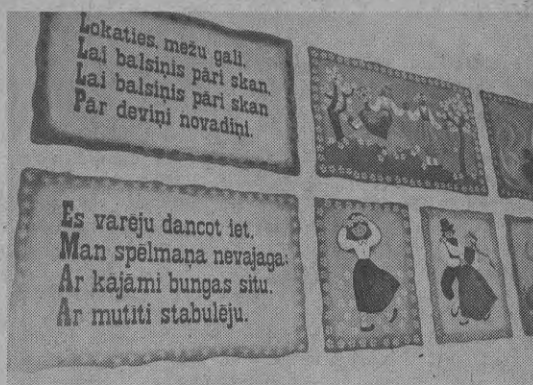 Lokaties, mežu gali,
Lai balsiņis pāri skan,
Lai balsiņis pāri skan
Pār deviņi novadiņi.
Es varēju dancot iet,
Man spēlmaņa nevajaga:
Ar kājāmi bungas situ,
Ar mutīti stabulēju.